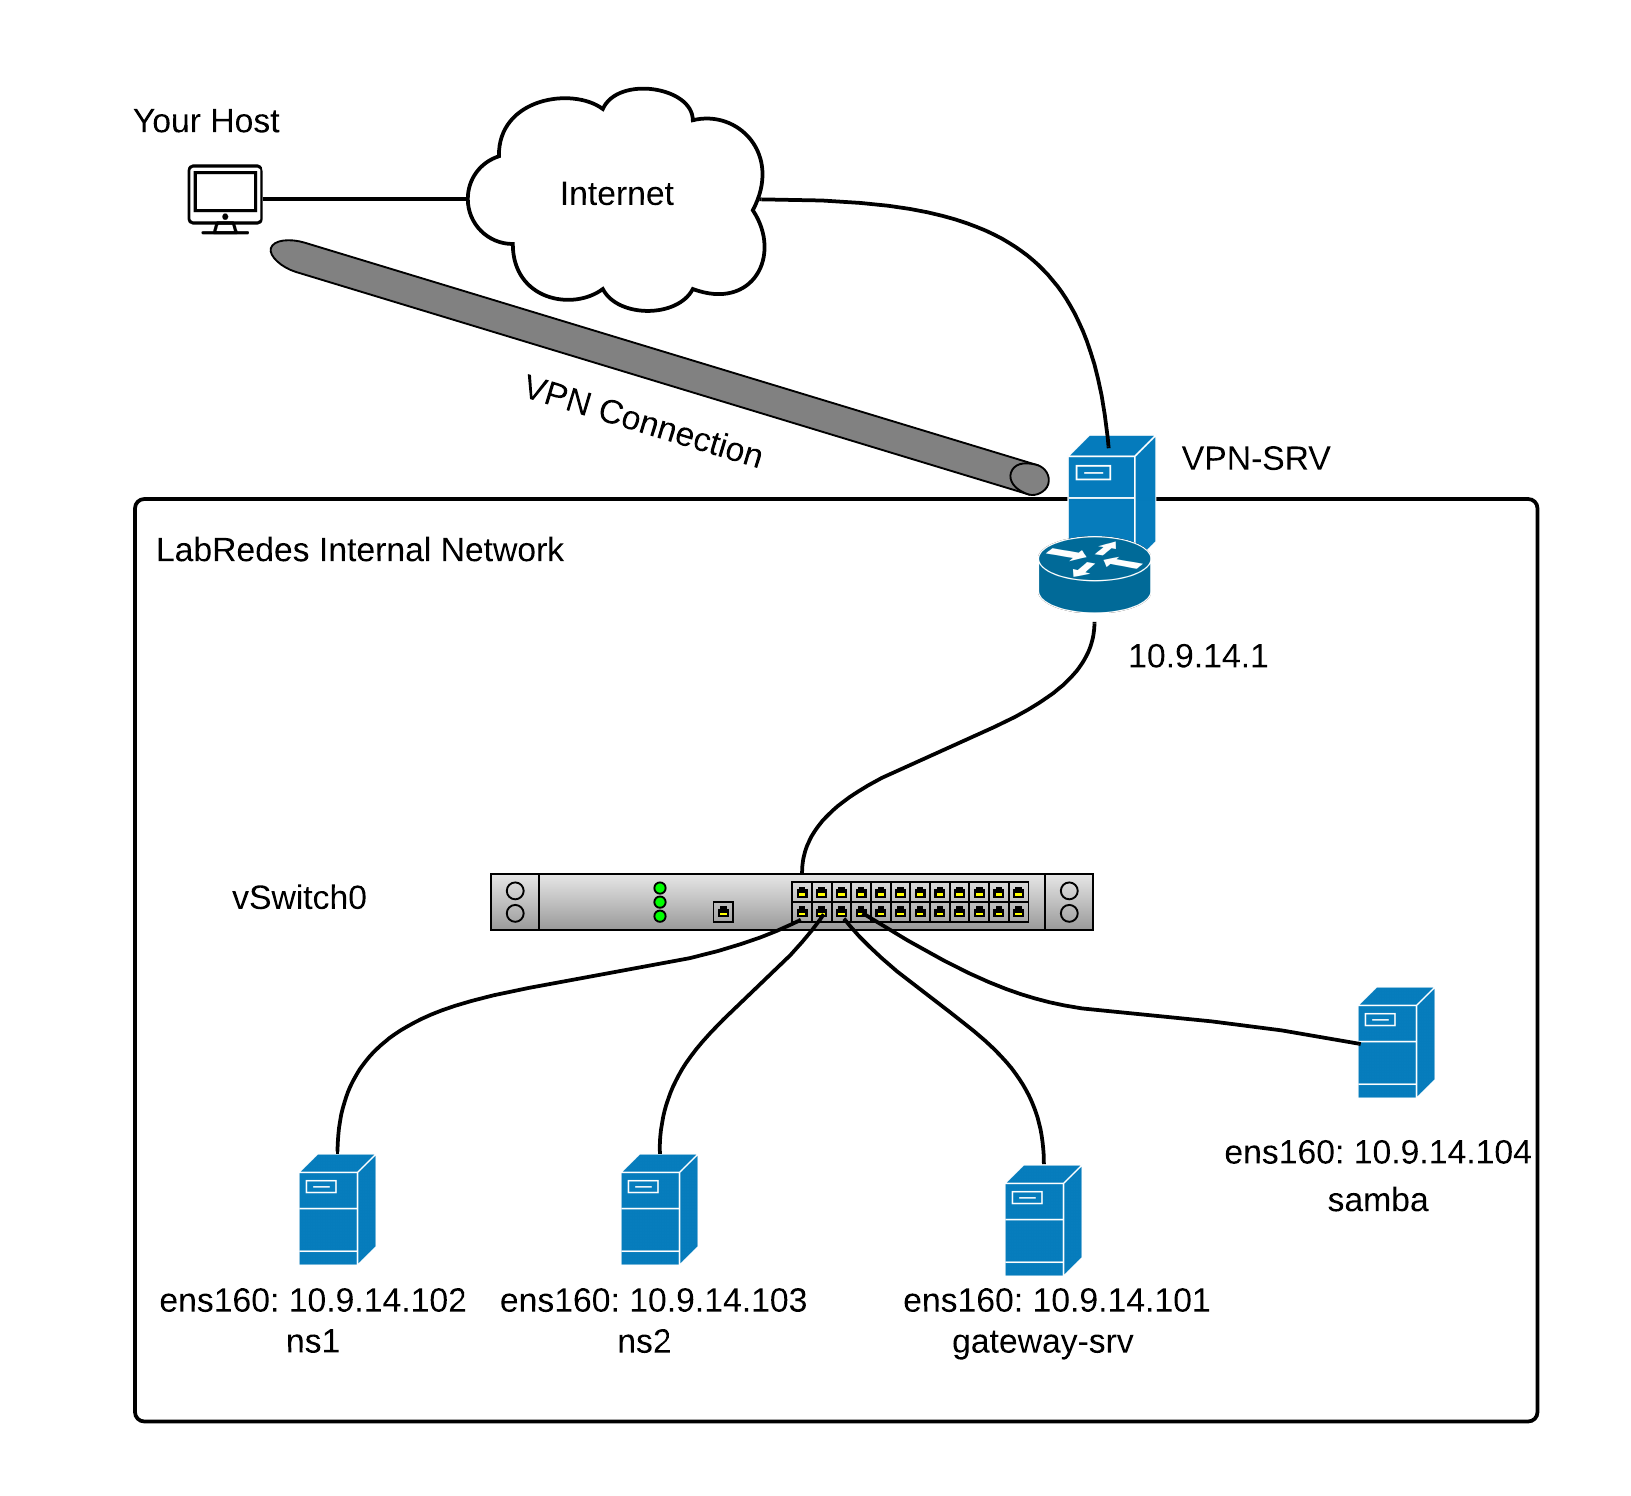 Your Host
Internet
VPN Connection
VPN-SRV
LabRedes Internal Network
10.9.14.1
vSwitch0
ens160: 10.9.14.104
samba
ens160: 10.9.14.102
ns1
ens160: 10.9.14.103
ns2
ens160: 10.9.14.101
gateway-srv